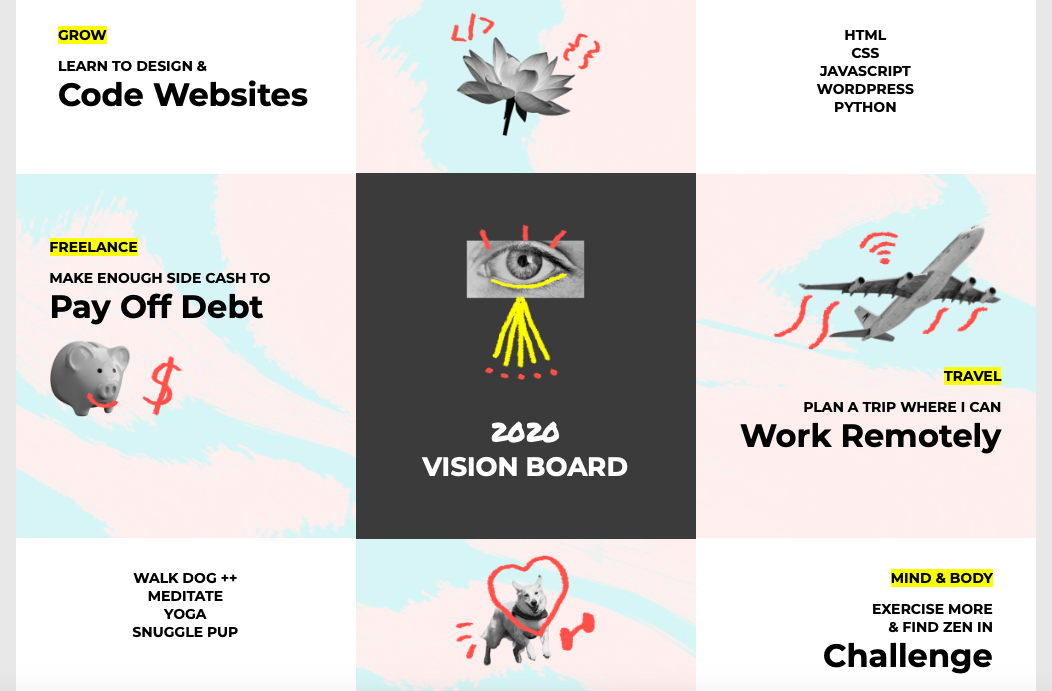 GROW
LEARN TO DESIGN &
Code Websites
</>
{}
HTML
CSS
JAVASCRIPT
WORDPRESS
PYTHON
FREELANCE
MAKE ENOUGH SIDE CASH TO
Pay Off Debt
$
2020
VISION BOARD
TRAVEL
PLAN A TRIP WHERE I CAN
Work Remotely
WALK DOG ++
MEDITATE
YOGA
SNUGGLE PUP
MIND & BODY
EXERCISE MORE
& FIND ZEN IN
Challenge